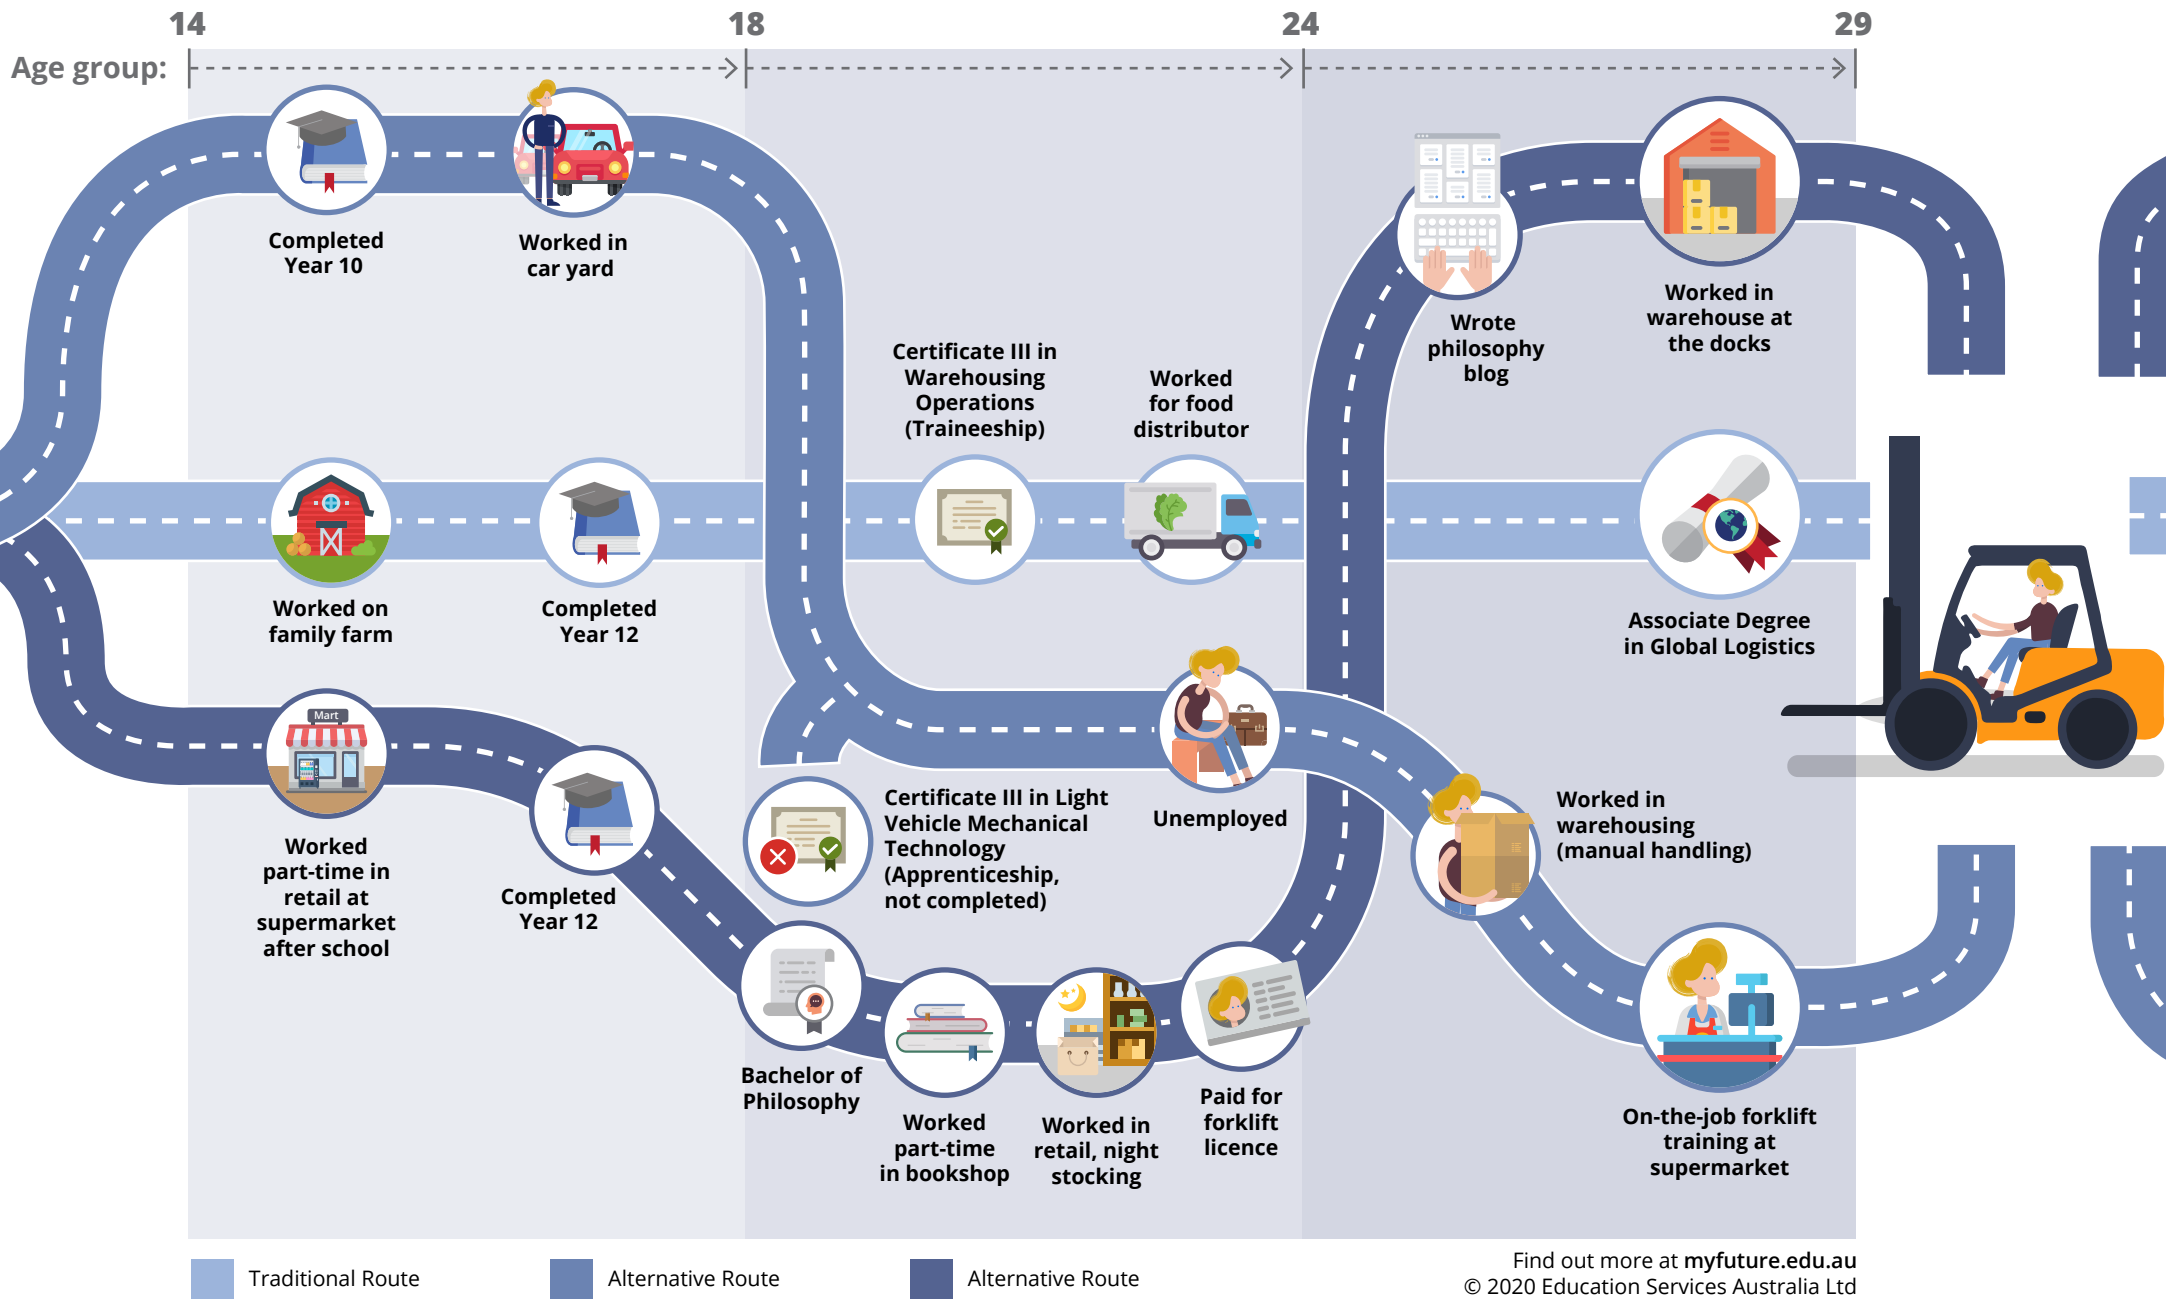 14
18
24
29
Age group:
Completed
Year 10
Worked in
car yard
Wrote
philosophy
blog
Worked in
warehouse at
the docks
Certificate III in
Warehousing
Operations
(Traineeship)
Worked
for food
distributor
Worked on
family farm
Completed
Year 12
Associate Degree
in Global Logistics
Mart
Worked
part-time in
retail at
supermarket
after school
Completed
Year 12
Certificate III in Light
Vehicle Mechanical
Technology
(Apprenticeship,
not completed)
Unemployed
Worked in
warehousing
(manual handling)
Bachelor of
Philosophy
Worked
part-time
in bookshop
Worked in
retail, night
stocking
Paid for
forklift
licence
On-the-job forklift
training at
supermarket
Traditional Route
Alternative Route
Alternative Route
Find out more at myfuture.edu.au
© 2020 Education Services Australia Ltd